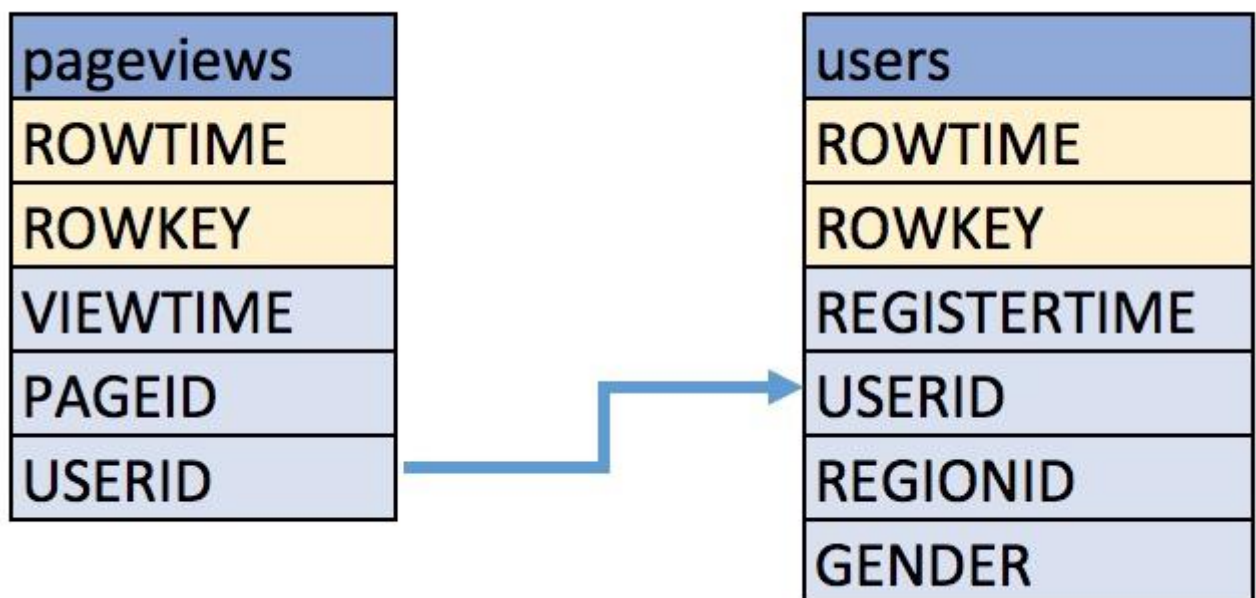 pageviews
ROWTIME
ROWKEY
VIEWTIME
PAGEID
USERID
users
ROWTIME
ROWKEY
REGISTERTIME
USERID
REGIONID
GENDER